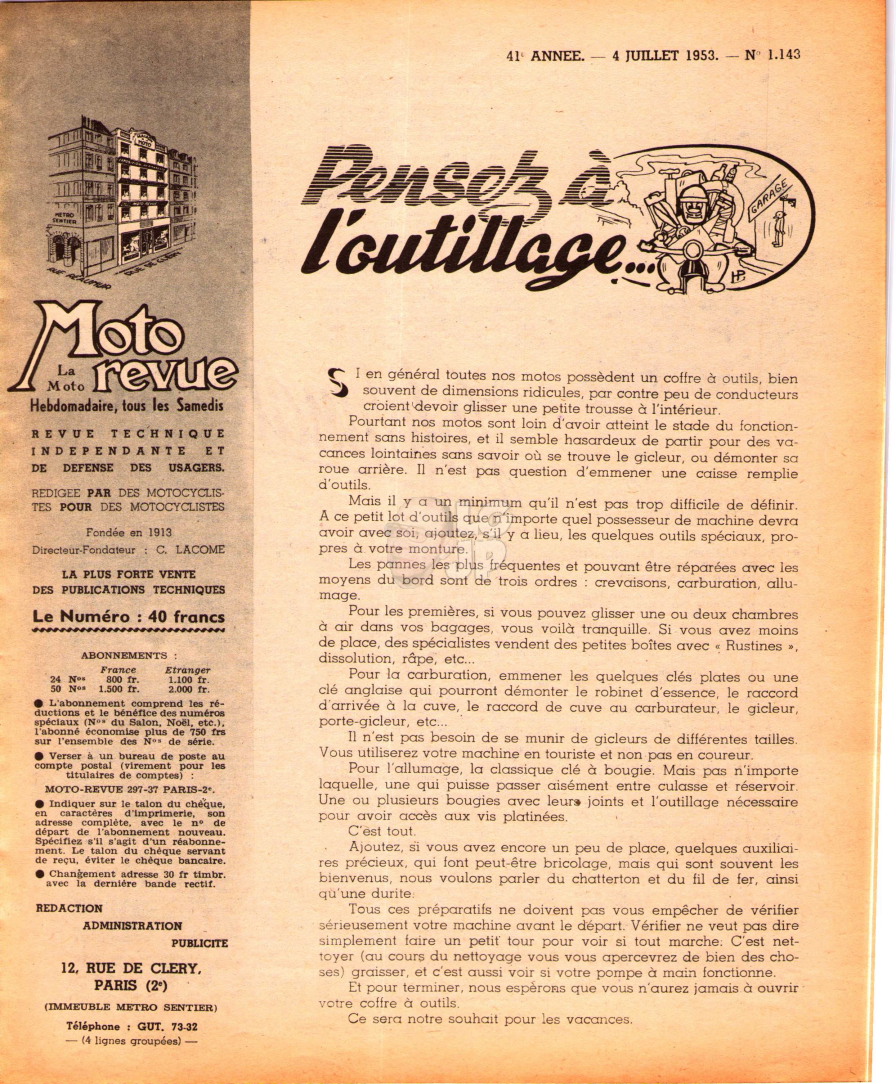 41e ANNEE. — 4 JUILLET 1953. — N° 1.143
METRO
SENTIER
RUE REAUMUR
RUE DE CLERY
Moto
revue
La
Moto
Hebdomadaire, tous les Samedis
REVUE TECHNIQUE
INDEPENDANTE ET
DE DEFENSE DES USAGERS.
REDIGEE PAR DES MOTOCYCLIS-
TES POUR DES MOTOCYCLISTES
Fondée en 1913
Directeur-Fondateur : C. LACOME
LA PLUS FORTE VENTE
DES PUBLICATIONS TECHNIQUES
Le Numéro : 40 francs
ABONNEMENTS :
France Etranger
24 Nos 800 fr. 1.100 fr.
50 Nos 1.500 fr. 2.000 fr.
● L'abonnement comprend les ré-
ductions et le bénéfice des numéros
spéciaux (Nos du Salon, Noël, etc.),
l'abonné économise plus de 750 frs
sur l'ensemble des Nos de série.
● Verser à un bureau de poste au
compte postal (virement pour les
titulaires de comptes) :
MOTO-REVUE 297-37 PARIS-2e.
● Indiquer sur le talon du chèque,
en caractères d'imprimerie, son
adresse complète, avec le n° de
départ de l'abonnement nouveau.
Spécifiez s'il s'agit d'un réabonne-
ment. Le talon du chéque servant
de reçu, éviter le chèque bancaire.
● Changement adresse 30 fr timbr.
avec la dernière bande rectif.
REDACTION
ADMINISTRATION
PUBLICITE
12, RUE DE CLERY,
PARIS (2e)
(IMMEUBLE METRO SENTIER)
Téléphone : GUT. 73-32
— (4 lignes groupées) —
Pensez à
l'outillage...
GARAGE
SI en général toutes nos motos possèdent un coffre à outils, bien
souvent de dimensions ridicules, par contre peu de conducteurs
croient devoir glisser une petite trousse à l'intérieur.
Pourtant nos motos sont loin d'avoir atteint le stade du fonction-
nement sans histoires, et il semble hasardeux de partir pour des va-
cances lointaines sans savoir où se trouve le gicleur, ou démonter sa
roue arrière. Il n'est pas question d'emmener une caisse remplie
d'outils.
Mais il y a un minimum qu'il n'est pas trop difficile de définir.
A ce petit lot d'outils que n'importe quel possesseur de machine devra
avoir avec soi, ajoutez, s'il y a lieu, les quelques outils spéciaux, pro-
pres à votre monture.
Les pannes les plus fréquentes et pouvant être réparées avec les
moyens du bord sont de trois ordres : crevaisons, carburation, allu-
mage.
Pour les premières, si vous pouvez glisser une ou deux chambres
à air dans vos bagages, vous voilà tranquille. Si vous avez moins
de place, des spécialistes vendent des petites boîtes avec « Rustines »,
dissolution, râpe, etc...
Pour la carburation, emmener les quelques clés plates ou une
clé anglaise qui pourront démonter le robinet d'essence, le raccord
d'arrivée à la cuve, le raccord de cuve au carburateur, le gicleur,
porte-gicleur, etc...
Il n'est pas besoin de se munir de gicleurs de différentes tailles.
Vous utiliserez votre machine en touriste et non pas en coureur.
Pour l'allumage, la classique clé à bougie. Mais pas n'importe
laquelle, une qui puisse passer aisément entre culasse et réservoir.
Une ou plusieurs bougies avec leurs joints et l'outillage nécessaire
pour avoir accès aux vis platinées.
C'est tout.
Ajoutez, si vous avez encore un peu de place, quelques auxiliai-
res précieux, qui font peut-être bricolage, mais qui sont souvent les
bienvenus, nous voulons parler du chatterton et du fil de fer, ainsi
qu'une durite.
Tous ces préparatifs ne doivent pas vous empêcher de vérifier
sérieusement votre machine avant le départ. Vérifier ne veut pas dire
simplement faire un petit tour pour voir si tout marche. C'est net-
toyer (au cours du nettoyage vous vous apercevrez de bien des cho-
ses) graisser, et c'est aussi voir si votre pompe à main fonctionne.
Et pour terminer, nous espèrons que vous n'aurez jamais à ouvrir
votre coffre à outils.
Ce sera notre souhait pour les vacances.